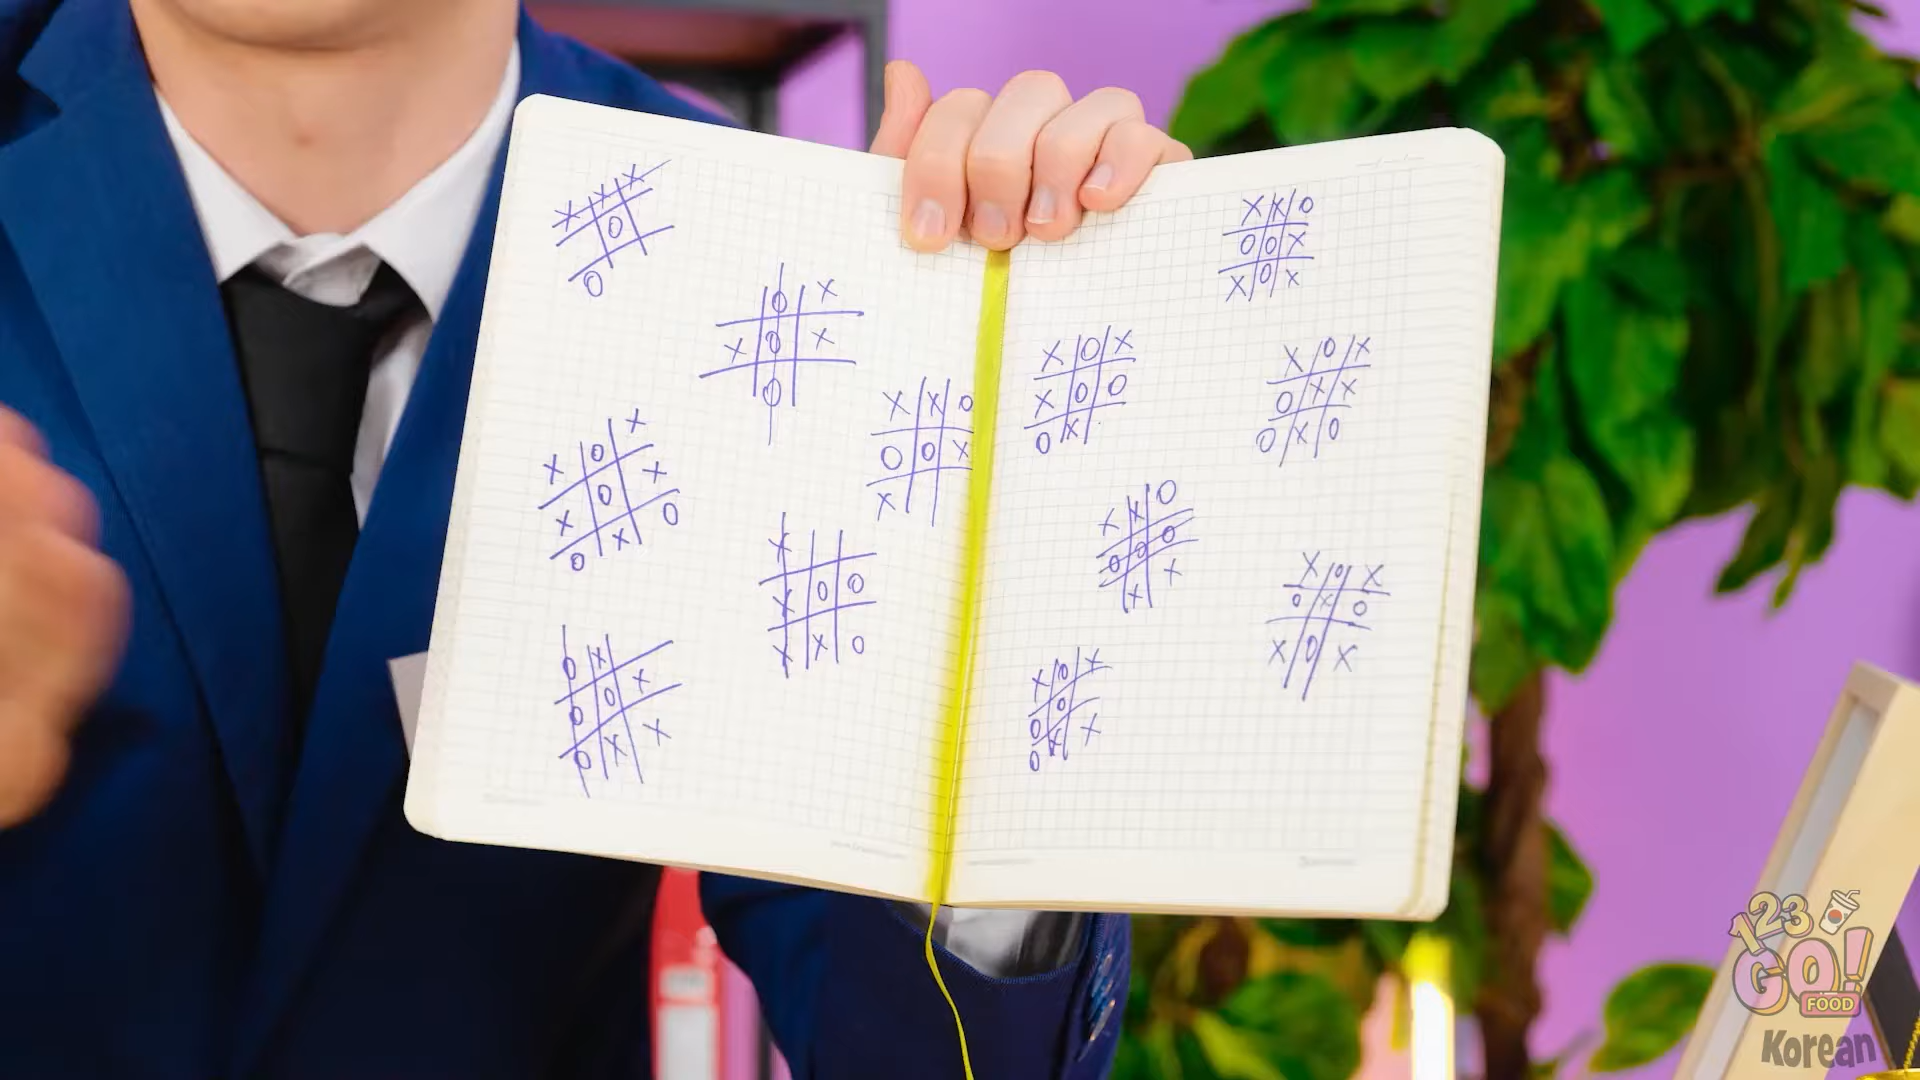 X X X
O
O
O X
X O X
O
X X O
O O X
X
X O X
X O X
O X O
X
O O
X
X X O
O X
O O X
O X X
X X O
O O X
X O X
X O X
X O O
O X
X O X
O X X
O X O
X X O
O O O
X X
X O X
O X O
X O X
X O X
O O
O X X
123
GO!
FOOD
Korean